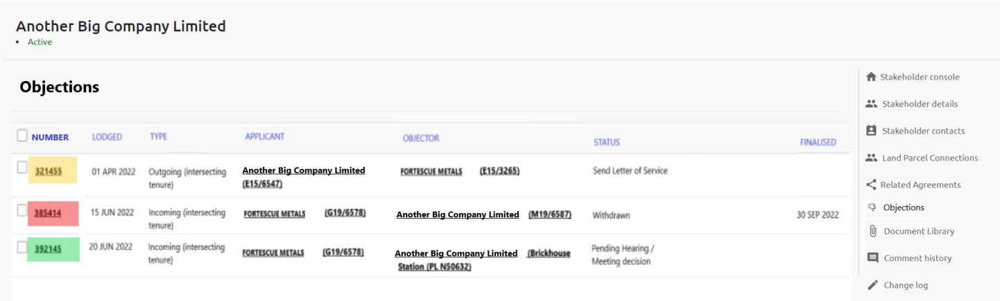 Another Big Company Limited
• Active
Objections
NUMBER LODGED TYPE APPLICANT OBJECTOR STATUS FINALISED
321455 01 APR 2022 Outgoing (intersecting Another Big Company Limited FORTESCUE METALS (E15/3265) Send Letter of Service
tenure) (E15/6547)
385414 15 JUN 2022 Incoming (intersecting FORTESCUE METALS (G19/6578) Another Big Company Limited (M19/6587) Withdrawn 30 SEP 2022
tenure)
392145 20 JUN 2022 Incoming (intersecting FORTESCUE METALS (G19/6578) Another Big Company Limited (Brickhouse Pending Hearing /
tenure) Station (PL N50632) Meeting decision
Stakeholder console
Stakeholder details
Stakeholder contacts
Land Parcel Connections
Related Agreements
Objections
Document Library
Comment history
Change log